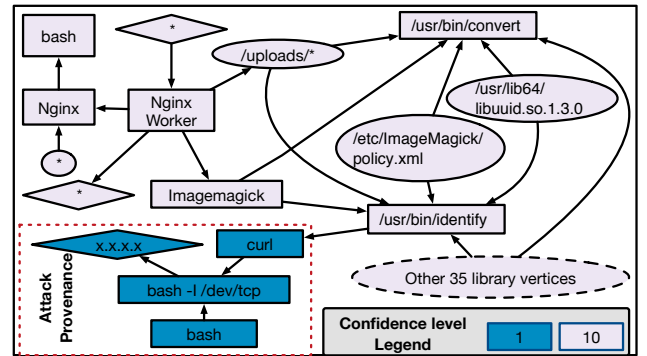 bash
*
/usr/bin/convert
/uploads/*
Nginx
Nginx
Worker
/usr/lib64/
libuuid.so.1.3.0
/etc/ImageMagick/
policy.xml
*
*
Imagemagick
/usr/bin/identify
x.x.x.x
curl
Attack
Provenance
bash -I /dev/tcp
bash
Other 35 library vertices
Confidence level
Legend
1
10